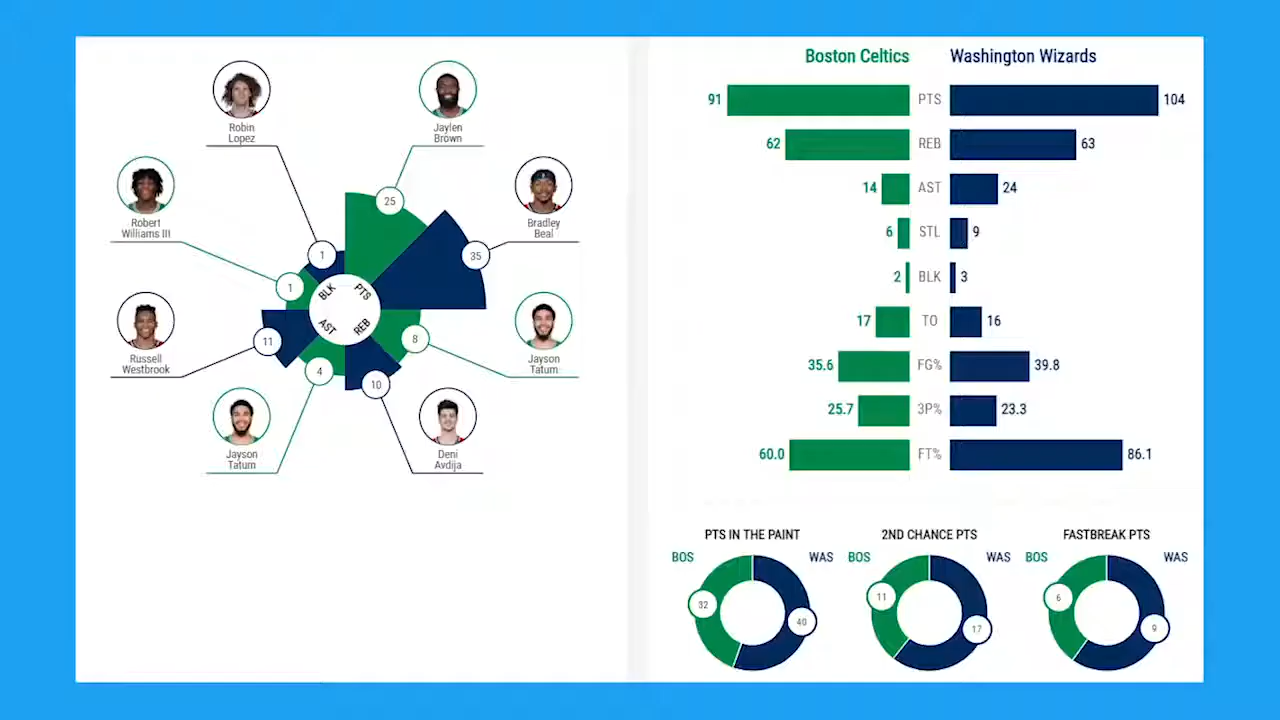 Robin
Lopez
Jaylen
Brown
Robert
Williams III
Bradley
Beal
Russell
Westbrook
Jayson
Tatum
Jayson
Tatum
Deni
Avdija
25
35
1
1
11
8
4
10
BLK
PTS
AST
REB
Boston Celtics Washington Wizards
91 PTS 104
62 REB 63
14 AST 24
6 STL 9
2 BLK 3
17 TO 16
35.6 FG% 39.8
25.7 3P% 23.3
60.0 FT% 86.1
PTS IN THE PAINT
BOS WAS
32 40
2ND CHANCE PTS
BOS WAS
11 17
FASTBREAK PTS
BOS WAS
6 9